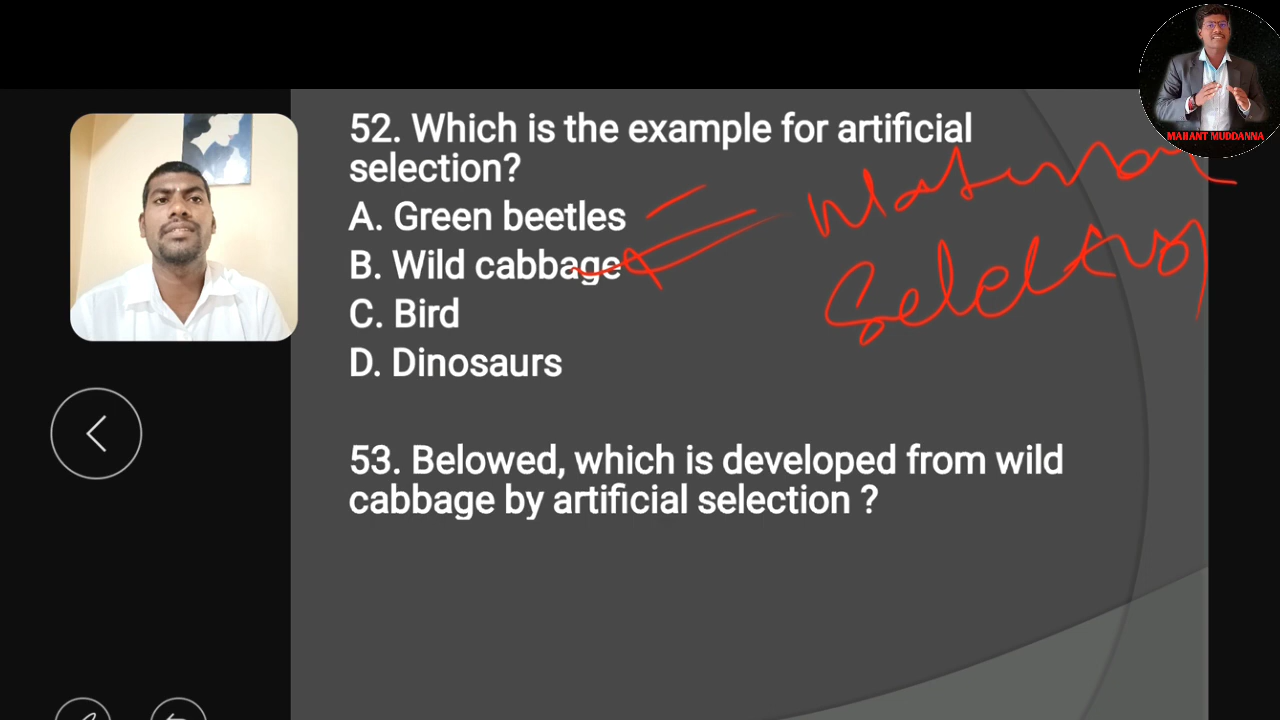 MAHANT MUDDANNA
52. Which is the example for artificial
selection?
A. Green beetles
B. Wild cabbage
C. Bird
D. Dinosaurs
Natural
Selection
53. Belowed, which is developed from wild
cabbage by artificial selection ?